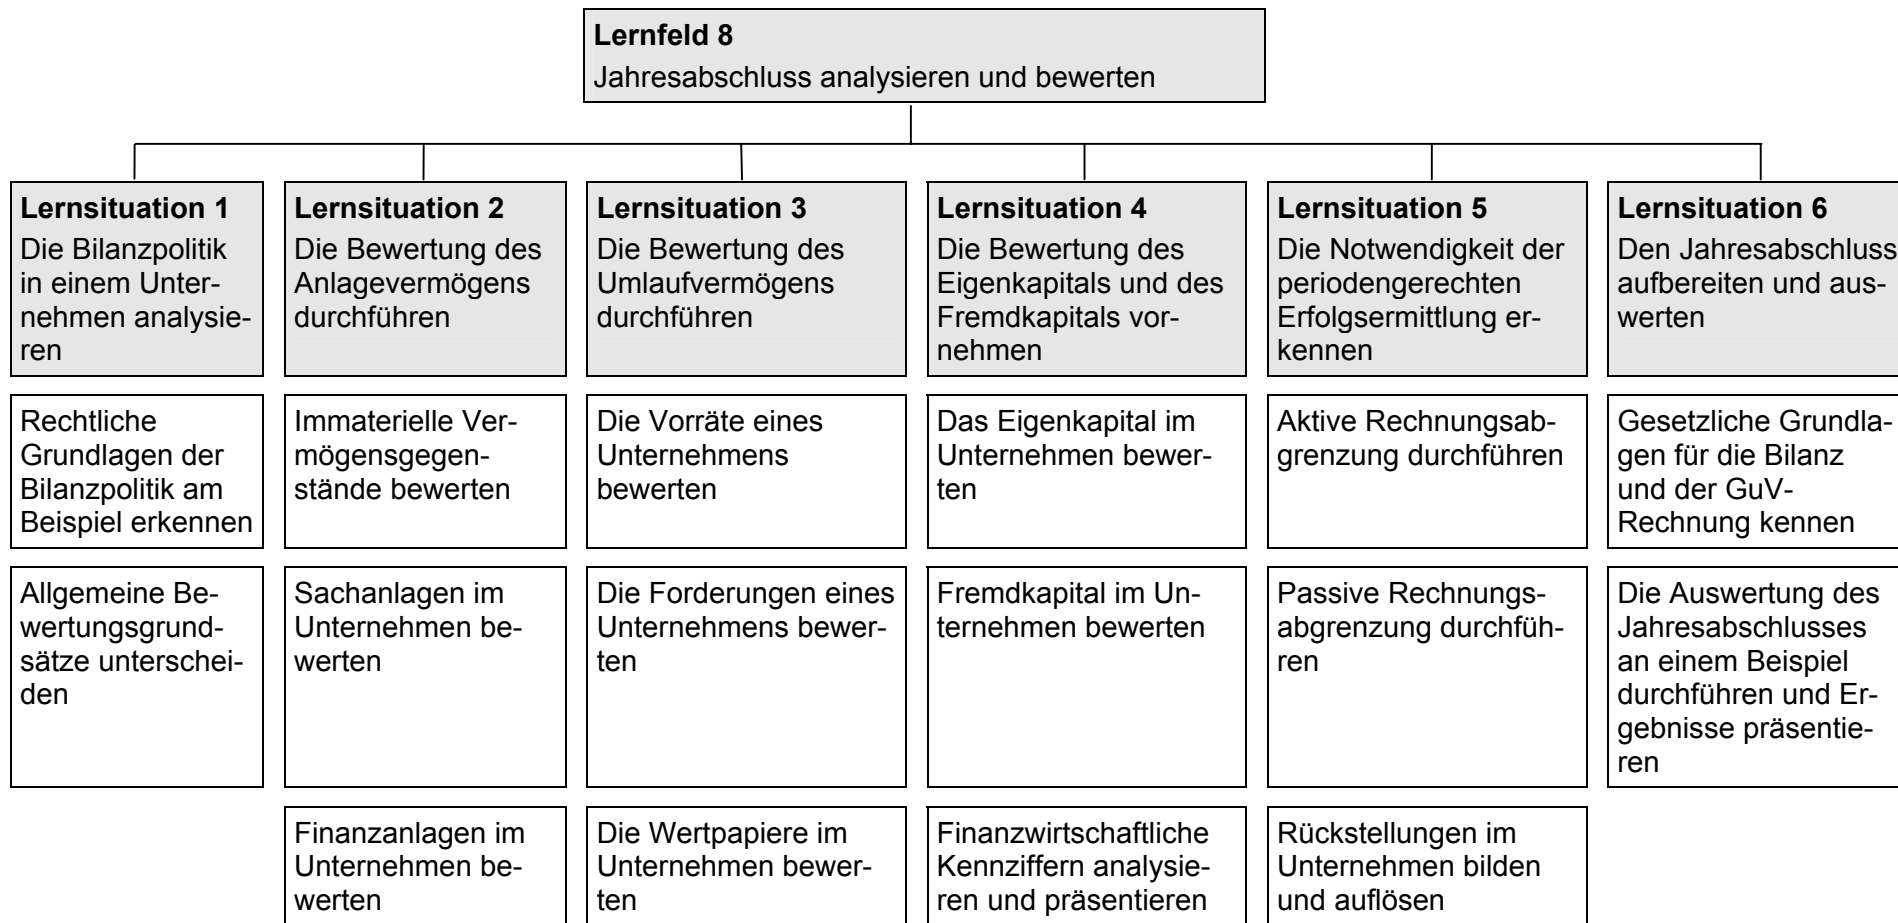 Lernfeld 8
Jahresabschluss analysieren und bewerten
Lernsituation 1
Die Bilanzpolitik
in einem Unter-
nehmen analysie-
ren
Lernsituation 2
Die Bewertung des
Anlagevermögens
durchführen
Lernsituation 3
Die Bewertung des
Umlaufvermögens
durchführen
Lernsituation 4
Die Bewertung des
Eigenkapitals und des
Fremdkapitals vor-
nehmen
Lernsituation 5
Die Notwendigkeit der
periodengerechten
Erfolgsermittlung er-
kennen
Lernsituation 6
Den Jahresabschluss
aufbereiten und aus-
werten
Rechtliche
Grundlagen der
Bilanzpolitik am
Beispiel erkennen
Immaterielle Ver-
mögensgegen-
stände bewerten
Die Vorräte eines
Unternehmens
bewerten
Das Eigenkapital im
Unternehmen bewer-
ten
Aktive Rechnungsab-
grenzung durchführen
Gesetzliche Grundla-
gen für die Bilanz
und der GuV-
Rechnung kennen
Allgemeine Be-
wertungsgrund-
sätze unterschei-
den
Sachanlagen im
Unternehmen be-
werten
Die Forderungen eines
Unternehmens bewer-
ten
Fremdkapital im Un-
ternehmen bewerten
Passive Rechnungs-
abgrenzung durchfüh-
ren
Die Auswertung des
Jahresabschlusses
an einem Beispiel
durchführen und Er-
gebnisse präsentie-
ren
Finanzanlagen im
Unternehmen be-
werten
Die Wertpapiere im
Unternehmen bewer-
ten
Finanzwirtschaftliche
Kennziffern analysie-
ren und präsentieren
Rückstellungen im
Unternehmen bilden
und auflösen